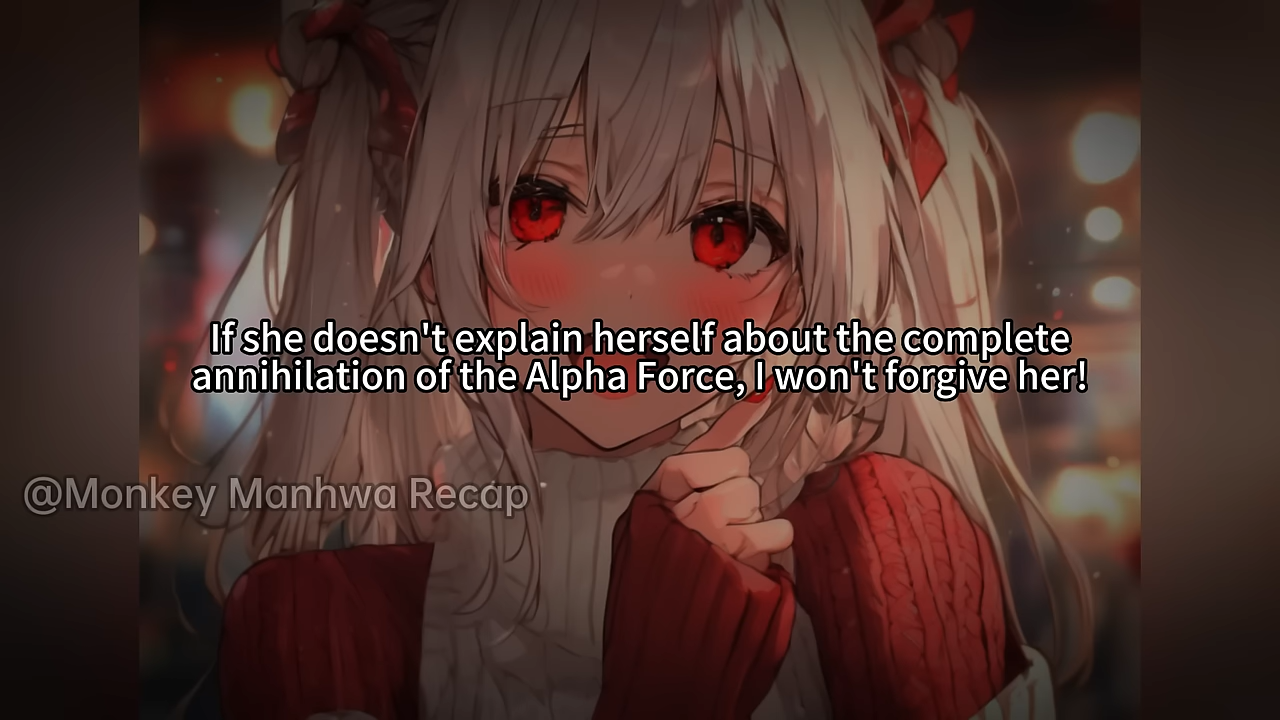 If she doesn't explain herself about the complete
annihilation of the Alpha Force, I won't forgive her!
@Monkey Manhwa Recap